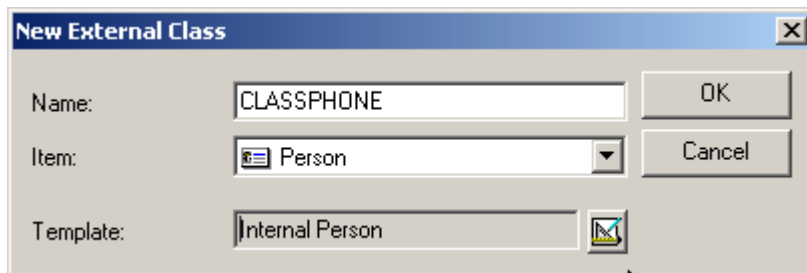 New External Class
Name: CLASSPHONE OK
Item: Person Cancel
Template: Internal Person